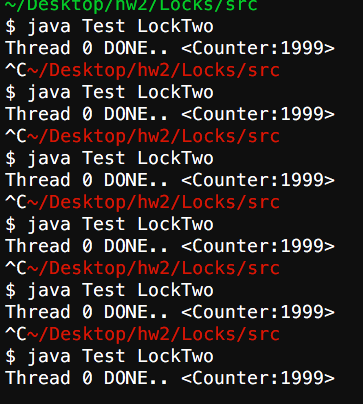 ~/Desktop/hw2/Locks/src
$ java Test LockTwo
Thread 0 DONE.. <Counter:1999>
^C~/Desktop/hw2/Locks/src
$ java Test LockTwo
Thread 0 DONE.. <Counter:1999>
^C~/Desktop/hw2/Locks/src
$ java Test LockTwo
Thread 0 DONE.. <Counter:1999>
^C~/Desktop/hw2/Locks/src
$ java Test LockTwo
Thread 0 DONE.. <Counter:1999>
^C~/Desktop/hw2/Locks/src
$ java Test LockTwo
Thread 0 DONE.. <Counter:1999>
^C~/Desktop/hw2/Locks/src
$ java Test LockTwo
Thread 0 DONE.. <Counter:1999>